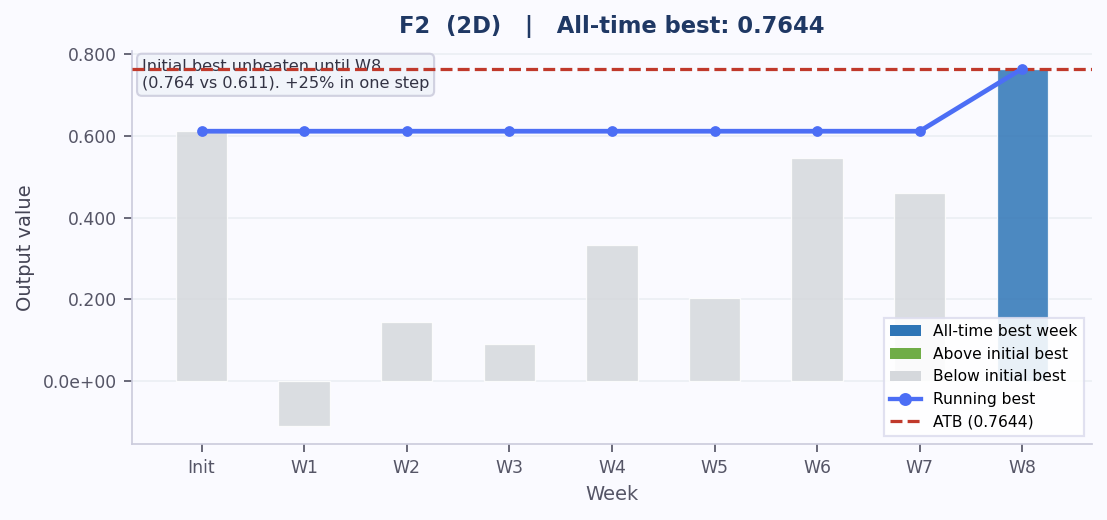 F2 (2D) | All-time best: 0.7644
Initial best unbeaten until W8
(0.764 vs 0.611). +25% in one step
Output value
0.800
0.600
0.400
0.200
0.0e+00
All-time best week
Above initial best
Below initial best
Running best
ATB (0.7644)
Init W1 W2 W3 W4 W5 W6 W7 W8
Week